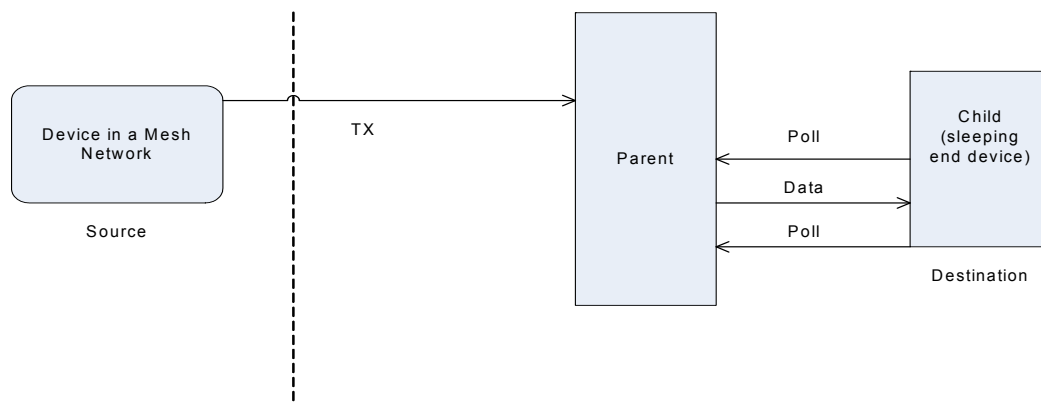 Device in a Mesh
Network
Source
TX
Parent
Poll
Data
Poll
Child
(sleeping
end device)
Destination